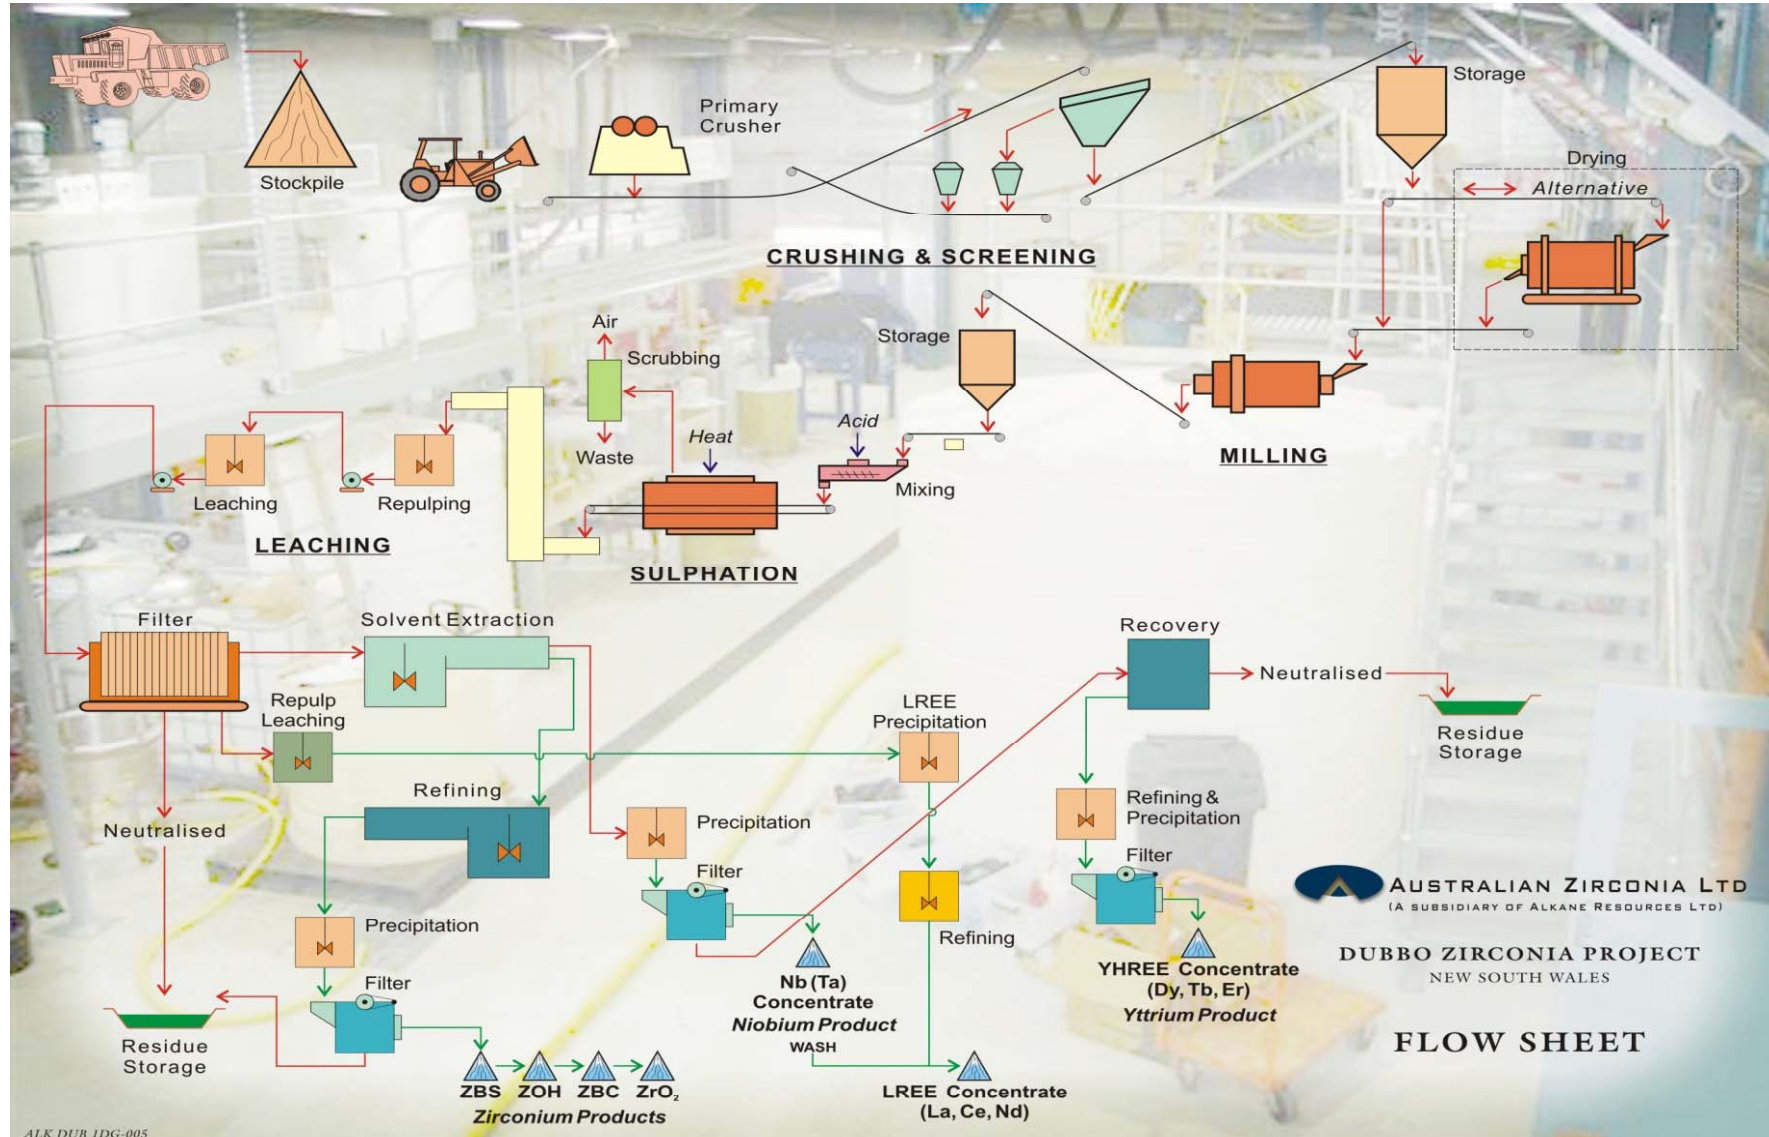 Primary
Crusher
Stockpile
Storage
Drying
Alternative
CRUSHING & SCREENING
Air
Scrubbing
Storage
Acid
Heat
Waste
Mixing
MILLING
Leaching
Repulping
LEACHING
SULPHATION
Filter
Solvent Extraction
Recovery
Neutralised
Repulp
Leaching
LREE
Precipitation
Residue
Storage
Refining
Neutralised
Precipitation
Refining &
Precipitation
Filter
Filter
Precipitation
Refining
Filter
Nb (Ta)
Concentrate
Niobium Product
WASH
YHREE Concentrate
(Dy, Tb, Er)
Yttrium Product
Residue
Storage
ZBS ZOH ZBC ZrO₂
Zirconium Products
LREE Concentrate
(La, Ce, Nd)
AUSTRALIAN ZIRCONIA LTD
(A SUBSIDIARY OF ALKANE RESOURCES LTD)
DUBBO ZIRCONIA PROJECT
NEW SOUTH WALES
FLOW SHEET
ALK DUB 1DG-005